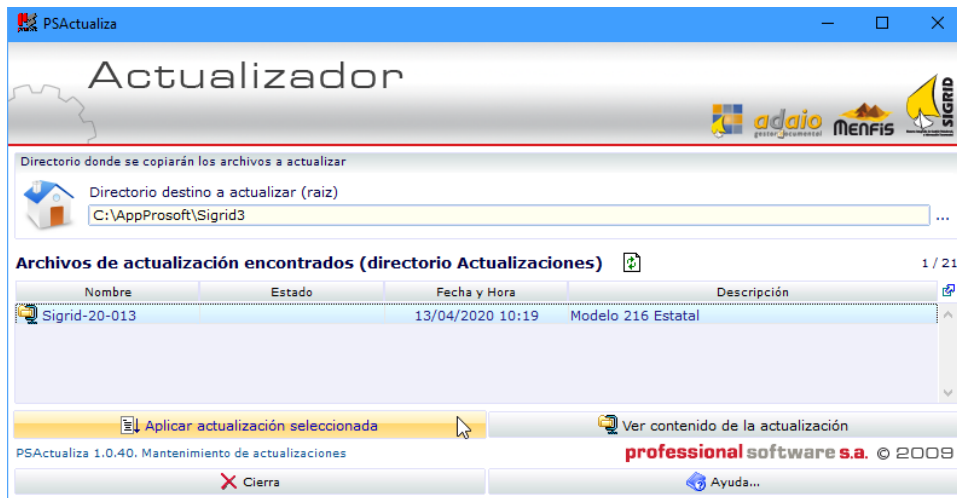 PSActualiza
Actualizador
adaio
gestor documental
MENFIS
SIGRID
Directorio donde se copiarán los archivos a actualizar
Directorio destino a actualizar (raiz)
C:\AppProsoft\Sigrid3
...
Archivos de actualización encontrados (directorio Actualizaciones)
1 / 21
Nombre Estado Fecha y Hora Descripción
Sigrid-20-013 13/04/2020 10:19 Modelo 216 Estatal
Aplicar actualización seleccionada
Ver contenido de la actualización
PSActualiza 1.0.40. Mantenimiento de actualizaciones
professional software s.a. © 2009
Cierra
Ayuda...